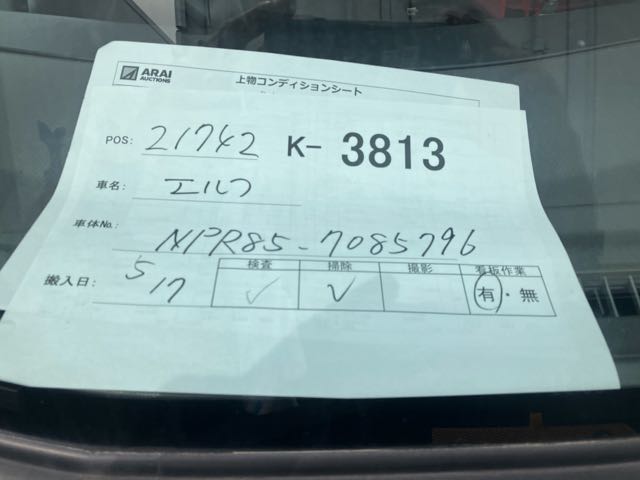 ARAI
AUCTIONS
上物コンディションシート
POS: 21742 K- 3813
車名: エルフ
車体No.: NPR85-7085796
搬入日: 5/17
検査 掃除 撮影 看板作業
✓ ✓ 有・無